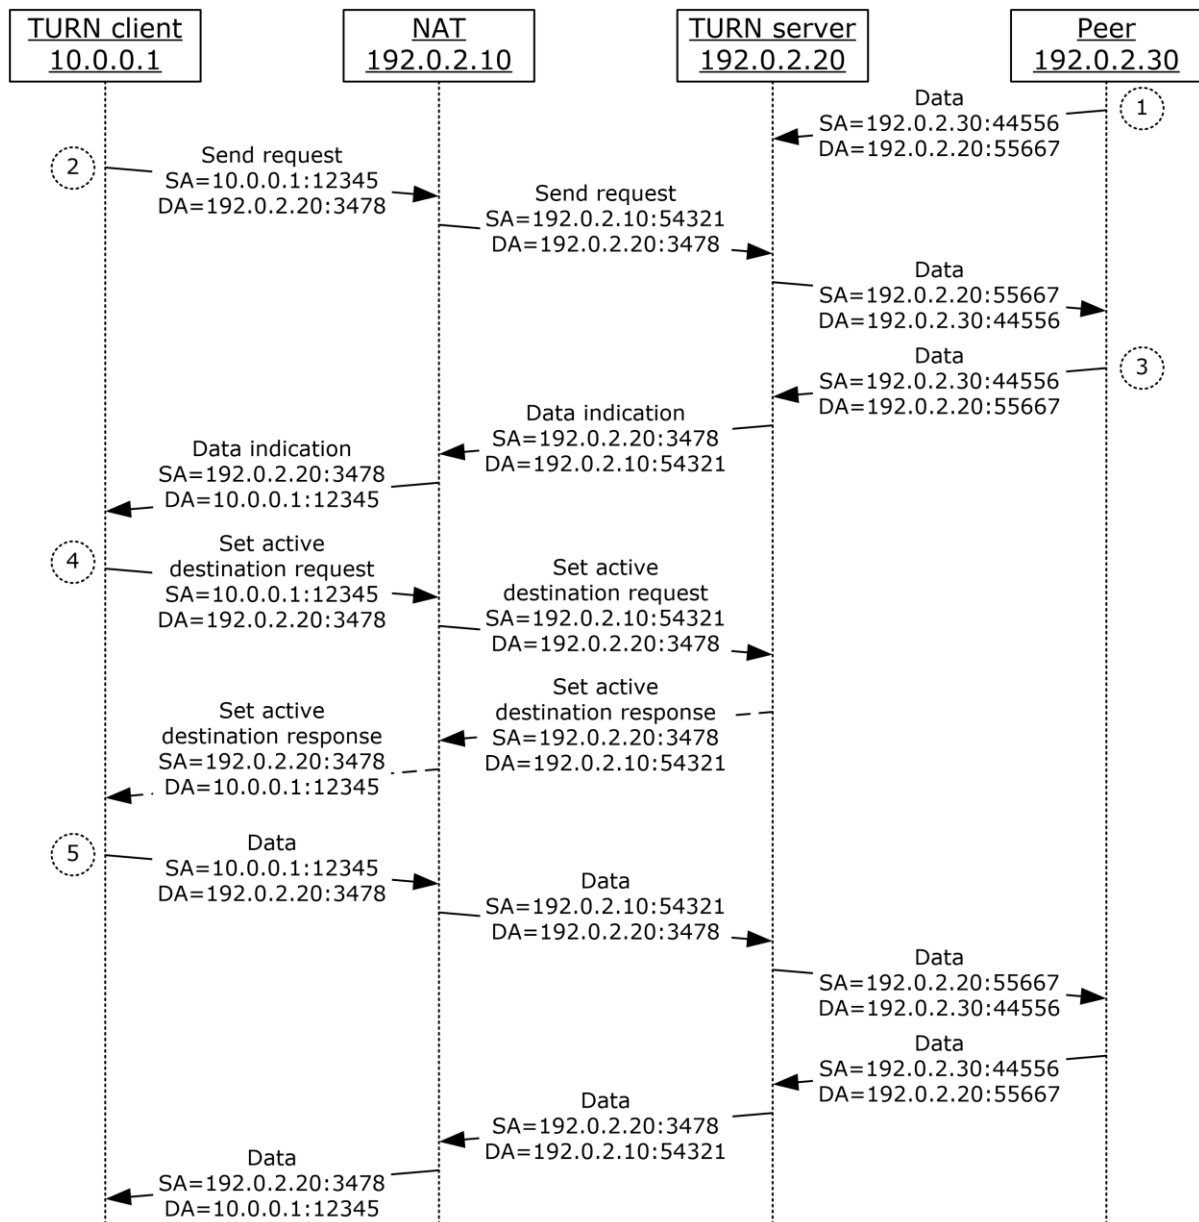 TURN client
10.0.0.1
NAT
192.0.2.10
TURN server
192.0.2.20
Peer
192.0.2.30
1
Data
SA=192.0.2.30:44556
DA=192.0.2.20:55667
2
Send request
SA=10.0.0.1:12345
DA=192.0.2.20:3478
Send request
SA=192.0.2.10:54321
DA=192.0.2.20:3478
Data
SA=192.0.2.20:55667
DA=192.0.2.30:44556
3
Data
SA=192.0.2.30:44556
DA=192.0.2.20:55667
Data indication
SA=192.0.2.20:3478
DA=192.0.2.10:54321
Data indication
SA=192.0.2.20:3478
DA=10.0.0.1:12345
4
Set active
destination request
SA=10.0.0.1:12345
DA=192.0.2.20:3478
Set active
destination request
SA=192.0.2.10:54321
DA=192.0.2.20:3478
Set active
destination response
SA=192.0.2.20:3478
DA=192.0.2.10:54321
Set active
destination response
SA=192.0.2.20:3478
DA=10.0.0.1:12345
5
Data
SA=10.0.0.1:12345
DA=192.0.2.20:3478
Data
SA=192.0.2.10:54321
DA=192.0.2.20:3478
Data
SA=192.0.2.20:55667
DA=192.0.2.30:44556
Data
SA=192.0.2.30:44556
DA=192.0.2.20:55667
Data
SA=192.0.2.20:3478
DA=192.0.2.10:54321
Data
SA=192.0.2.20:3478
DA=10.0.0.1:12345